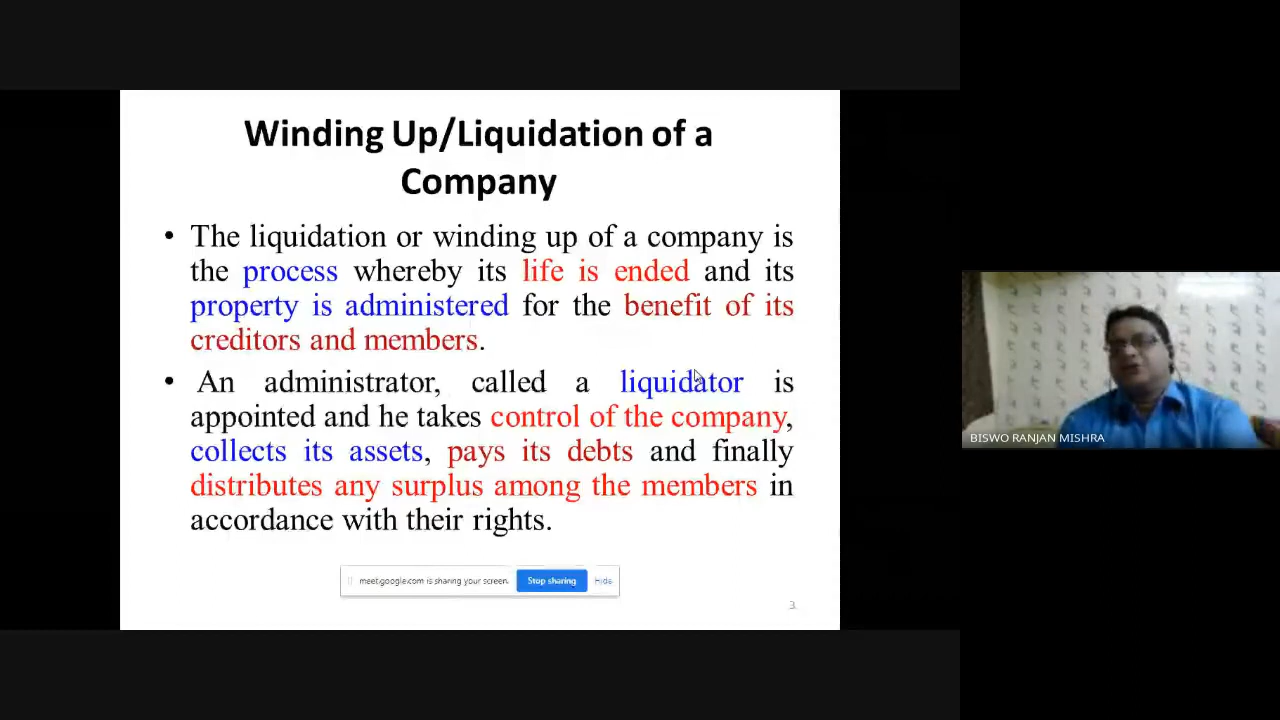 Winding Up/Liquidation of a
Company
• The liquidation or winding up of a company is
the process whereby its life is ended and its
property is administered for the benefit of its
creditors and members.
• An administrator, called a liquidator is
appointed and he takes control of the company,
collects its assets, pays its debts and finally
distributes any surplus among the members in
accordance with their rights.
meet.google.com is sharing your screen.
Stop sharing
Hide
3
BISWO RANJAN MISHRA